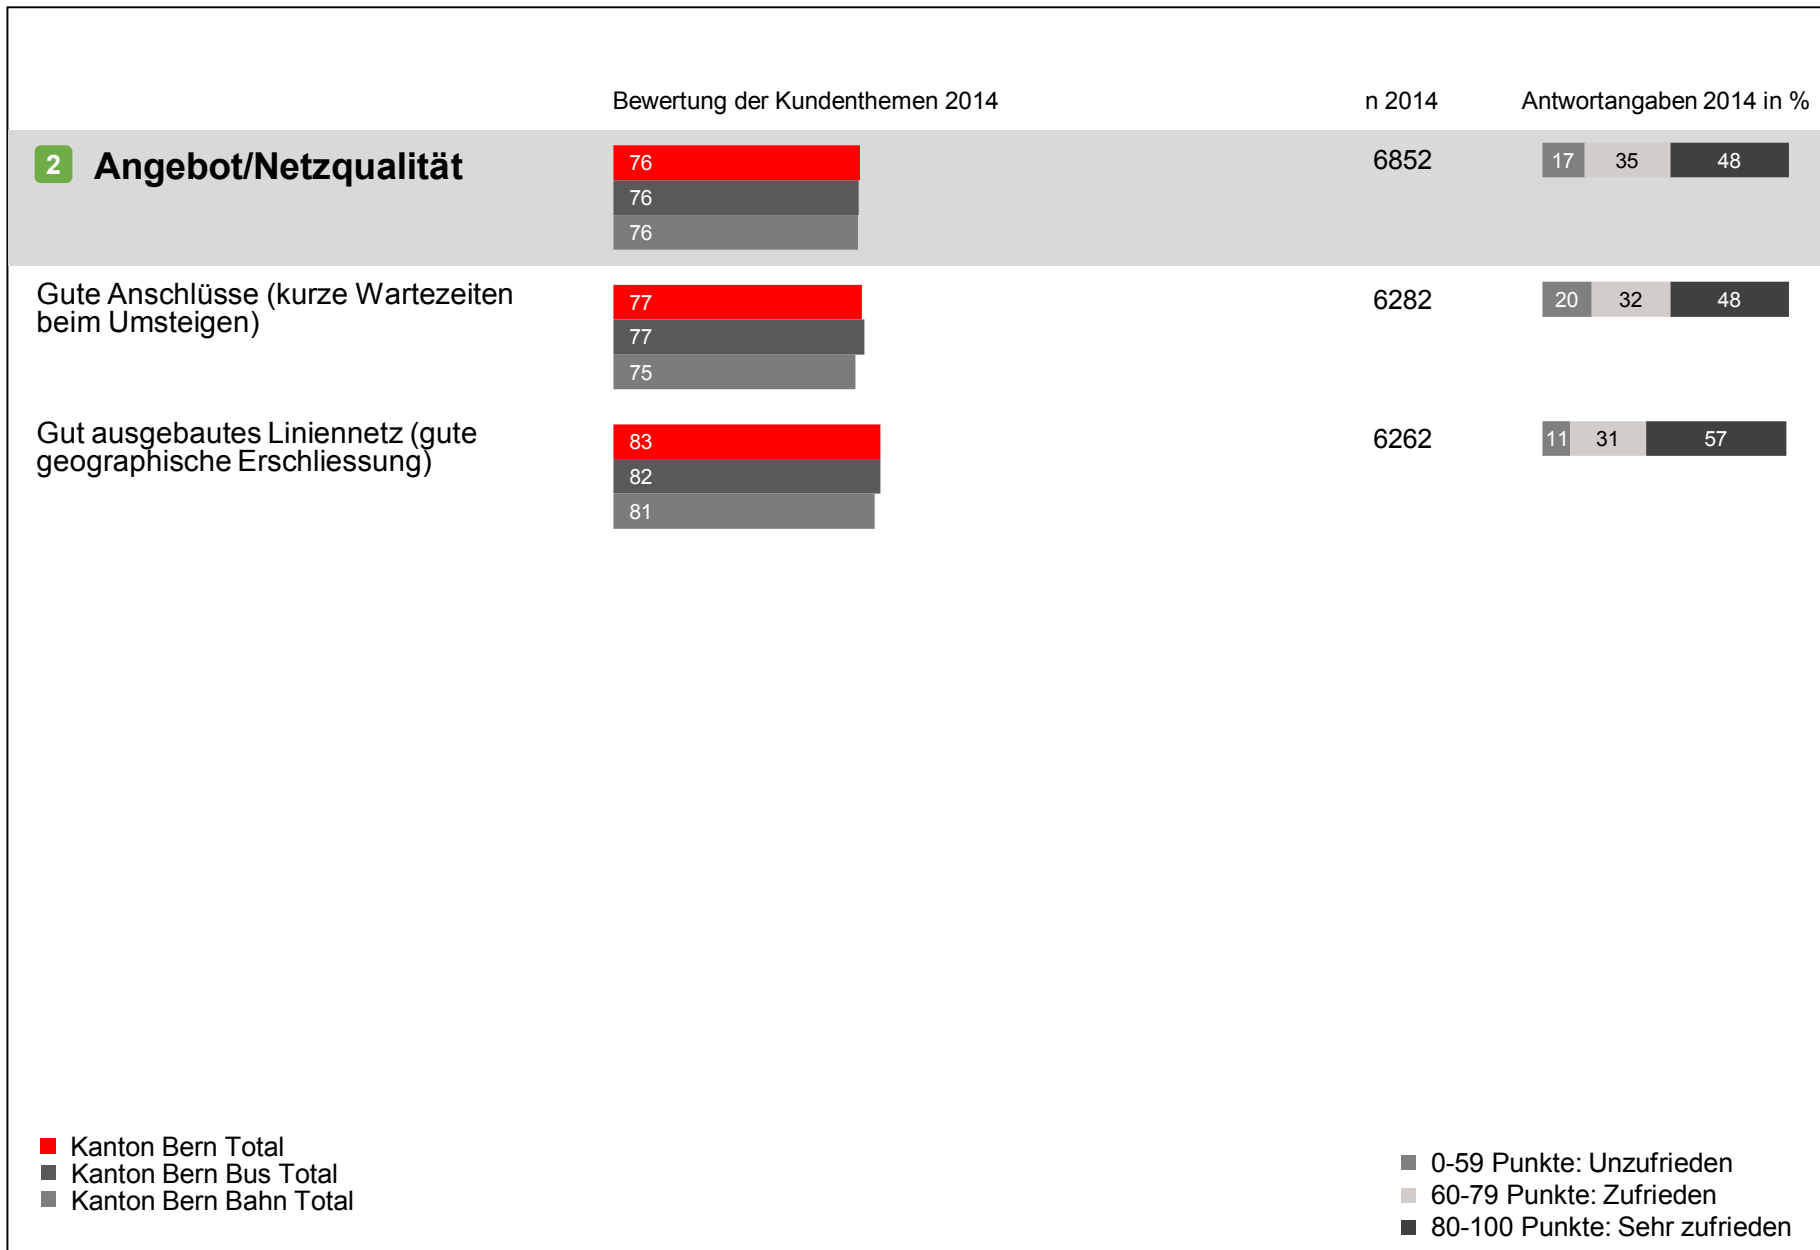 Bewertung der Kundenthemen 2014 n 2014 Antwortangaben 2014 in %
2 Angebot/Netzqualität 76 6852 17 35 48
76
76
Gute Anschlüsse (kurze Wartezeiten 77 6282 20 32 48
beim Umsteigen) 77
75
Gut ausgebautes Liniennetz (gute 83 6262 11 31 57
geographische Erschliessung) 82
81
Kanton Bern Total
Kanton Bern Bus Total
Kanton Bern Bahn Total
0-59 Punkte: Unzufrieden
60-79 Punkte: Zufrieden
80-100 Punkte: Sehr zufrieden